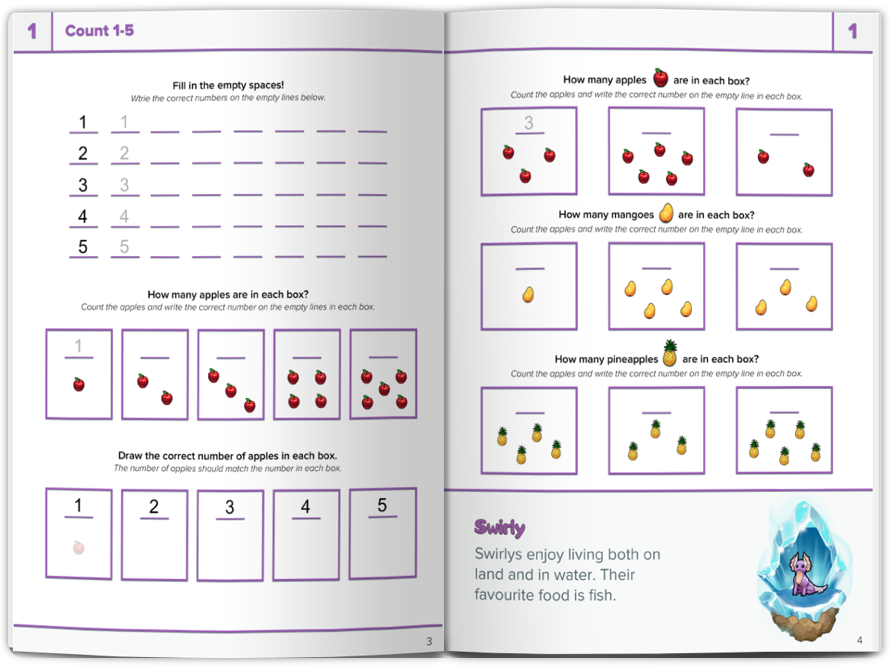 1 Count 1-5
Fill in the empty spaces!
Wtrie the correct numbers on the empty lines below.
1 1
2 2
3 3
4 4
5 5
How many apples are in each box?
Count the apples and write the correct number on the empty lines in each box.
1
Draw the correct number of apples in each box.
The number of apples should match the number in each box.
1 2 3 4 5
3
1
How many apples are in each box?
Count the apples and write the correct number on the empty line in each box.
3
How many mangoes are in each box?
Count the apples and write the correct number on the empty line in each box.
How many pineapples are in each box?
Count the apples and write the correct number on the empty line in each box.
Swirly
Swirlys enjoy living both on
land and in water. Their
favourite food is fish.
4